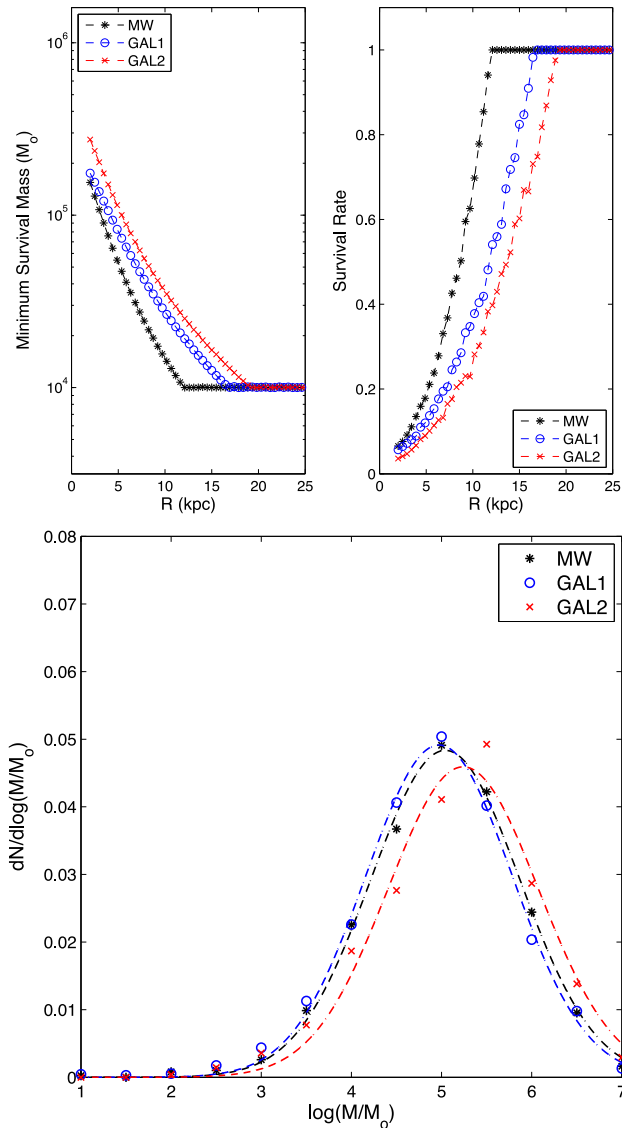 10^6
10^5
10^4
Minimum Survival Mass (M_o)
MW
GAL1
GAL2
0 5 10 15 20 25
R (kpc)
1
0.8
0.6
0.4
0.2
0
Survival Rate
MW
GAL1
GAL2
0 5 10 15 20 25
R (kpc)
0.08
0.07
0.06
0.05
0.04
0.03
0.02
0.01
0
dN/dlog(M/M_o)
MW
GAL1
GAL2
1 2 3 4 5 6 7
log(M/M_o)